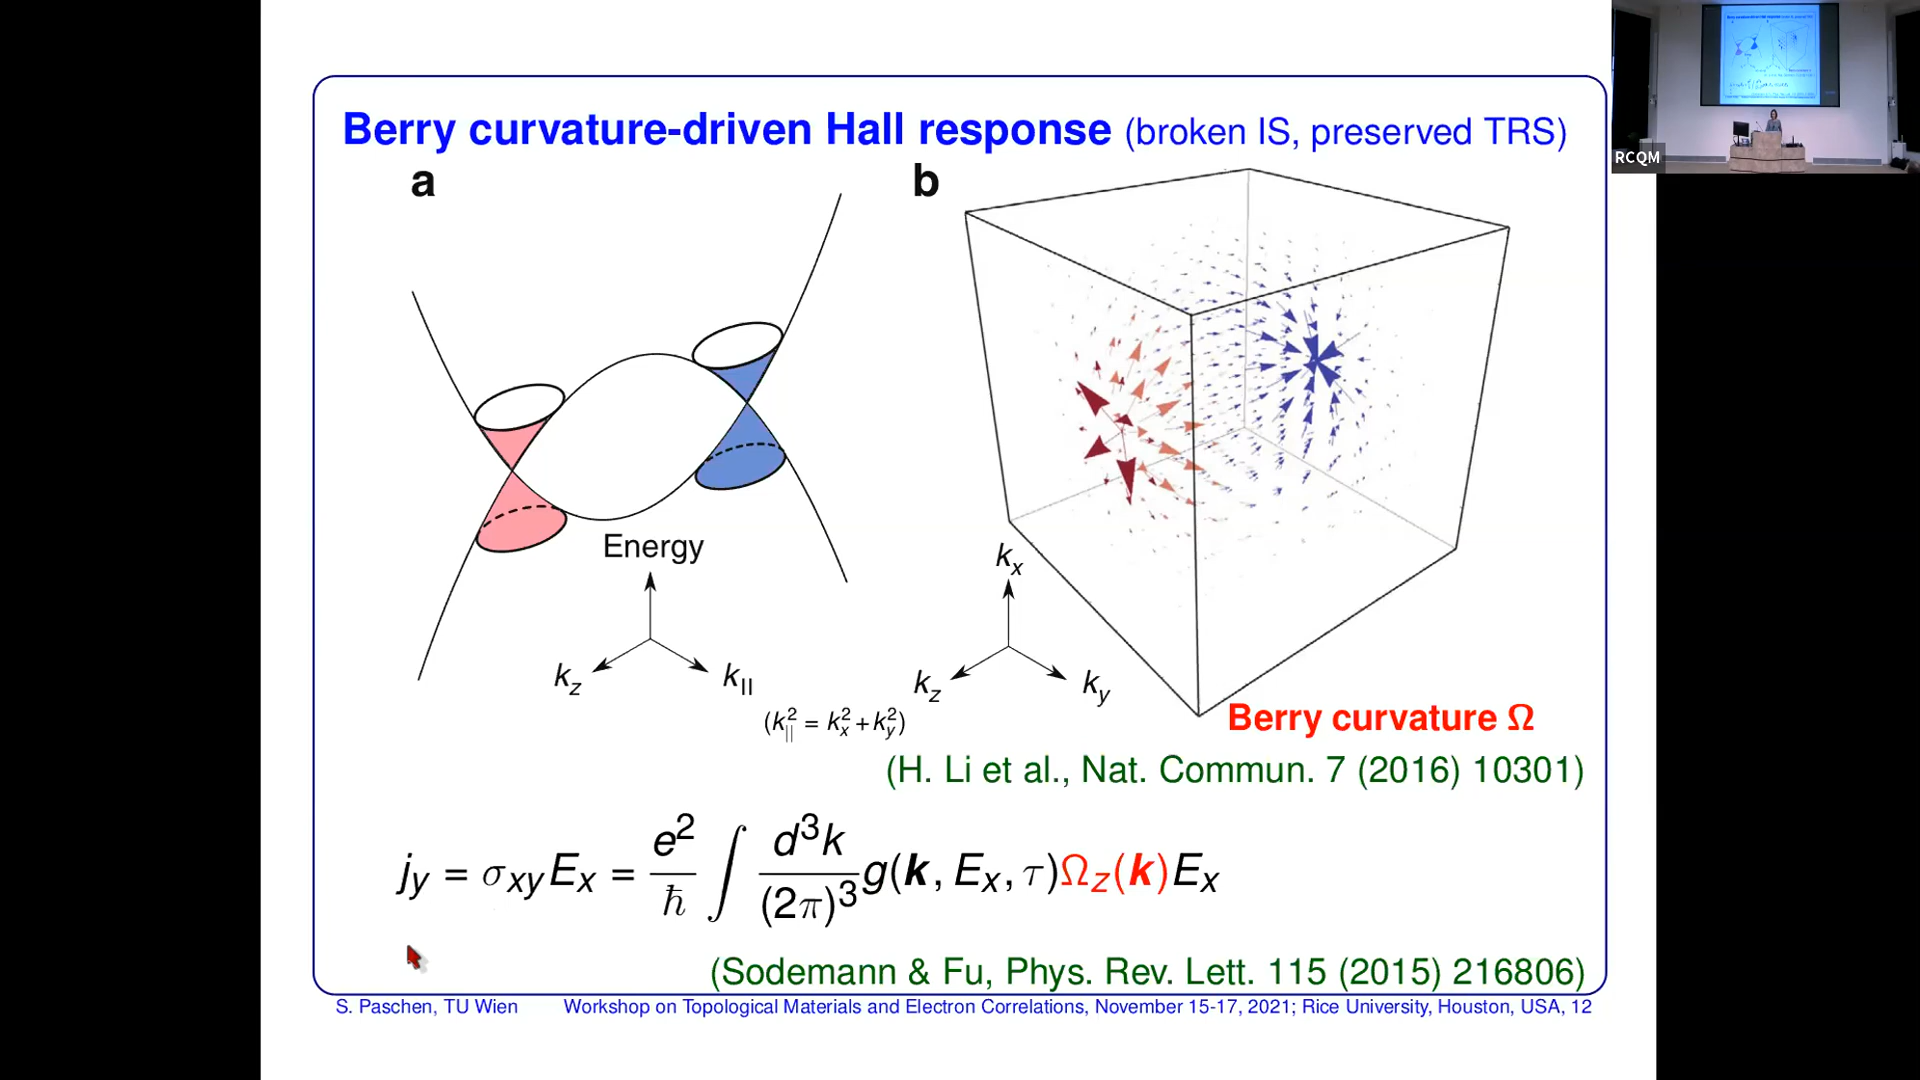 Berry curvature-driven Hall response (broken IS, preserved TRS)
RCQM
a
b
Energy
k_z
k_||
(k_||^2 = k_x^2 + k_y^2)
k_x
k_z
k_y
Berry curvature Ω
(H. Li et al., Nat. Commun. 7 (2016) 10301)
j_y = σ_xy E_x = e^2/ħ ∫ d^3k/(2π)^3 g(k, E_x, τ)Ω_z(k)E_x
(Sodemann & Fu, Phys. Rev. Lett. 115 (2015) 216806)
S. Paschen, TU Wien Workshop on Topological Materials and Electron Correlations, November 15-17, 2021; Rice University, Houston, USA, 12